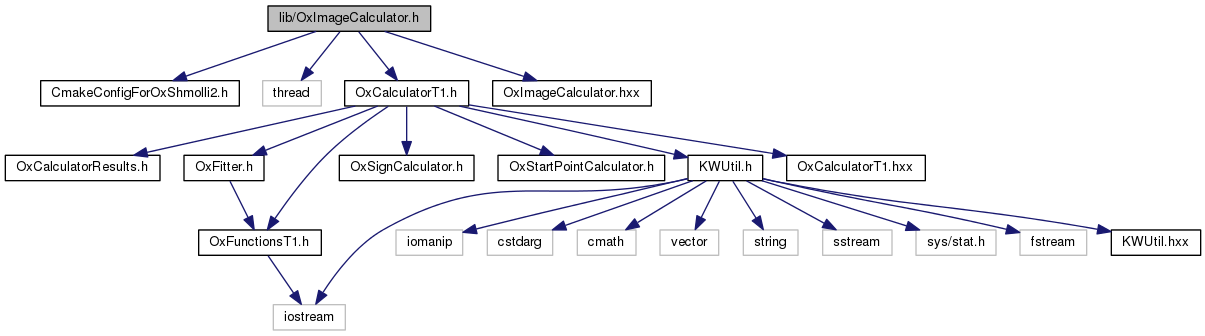 lib/OxImageCalculator.h
CmakeConfigForOxShmolli2.h
thread
OxCalculatorT1.h
OxImageCalculator.hxx
OxCalculatorResults.h
OxFitter.h
OxSignCalculator.h
OxStartPointCalculator.h
KWUtil.h
OxCalculatorT1.hxx
OxFunctionsT1.h
iomanip
cstdarg
cmath
vector
string
sstream
sys/stat.h
fstream
KWUtil.hxx
iostream